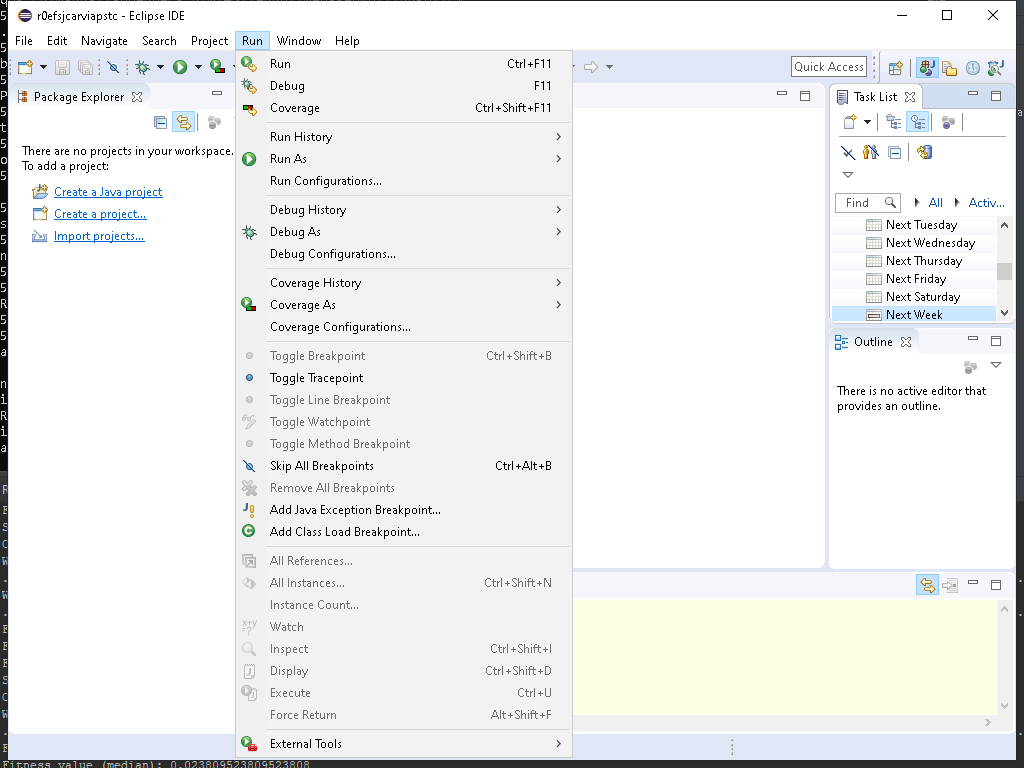 r0efsjcarviapstc - Eclipse IDE
File Edit Navigate Search Project Run Window Help
Quick Access
Package Explorer
There are no projects in your workspace.
To add a project:
Create a Java project
Create a project...
Import projects...
Run Ctrl+F11
Debug F11
Coverage Ctrl+Shift+F11
Run History
Run As
Run Configurations...
Debug History
Debug As
Debug Configurations...
Coverage History
Coverage As
Coverage Configurations...
Toggle Breakpoint Ctrl+Shift+B
Toggle Tracepoint
Toggle Line Breakpoint
Toggle Watchpoint
Toggle Method Breakpoint
Skip All Breakpoints Ctrl+Alt+B
Remove All Breakpoints
Add Java Exception Breakpoint...
Add Class Load Breakpoint...
All References...
All Instances... Ctrl+Shift+N
Instance Count...
Watch
Inspect Ctrl+Shift+I
Display Ctrl+Shift+D
Execute Ctrl+U
Force Return Alt+Shift+F
External Tools
Task List
Find All Activ...
Next Tuesday
Next Wednesday
Next Thursday
Next Friday
Next Saturday
Next Week
Outline
There is no active editor that
provides an outline.
Fitness value (median): 0.023809523809523808